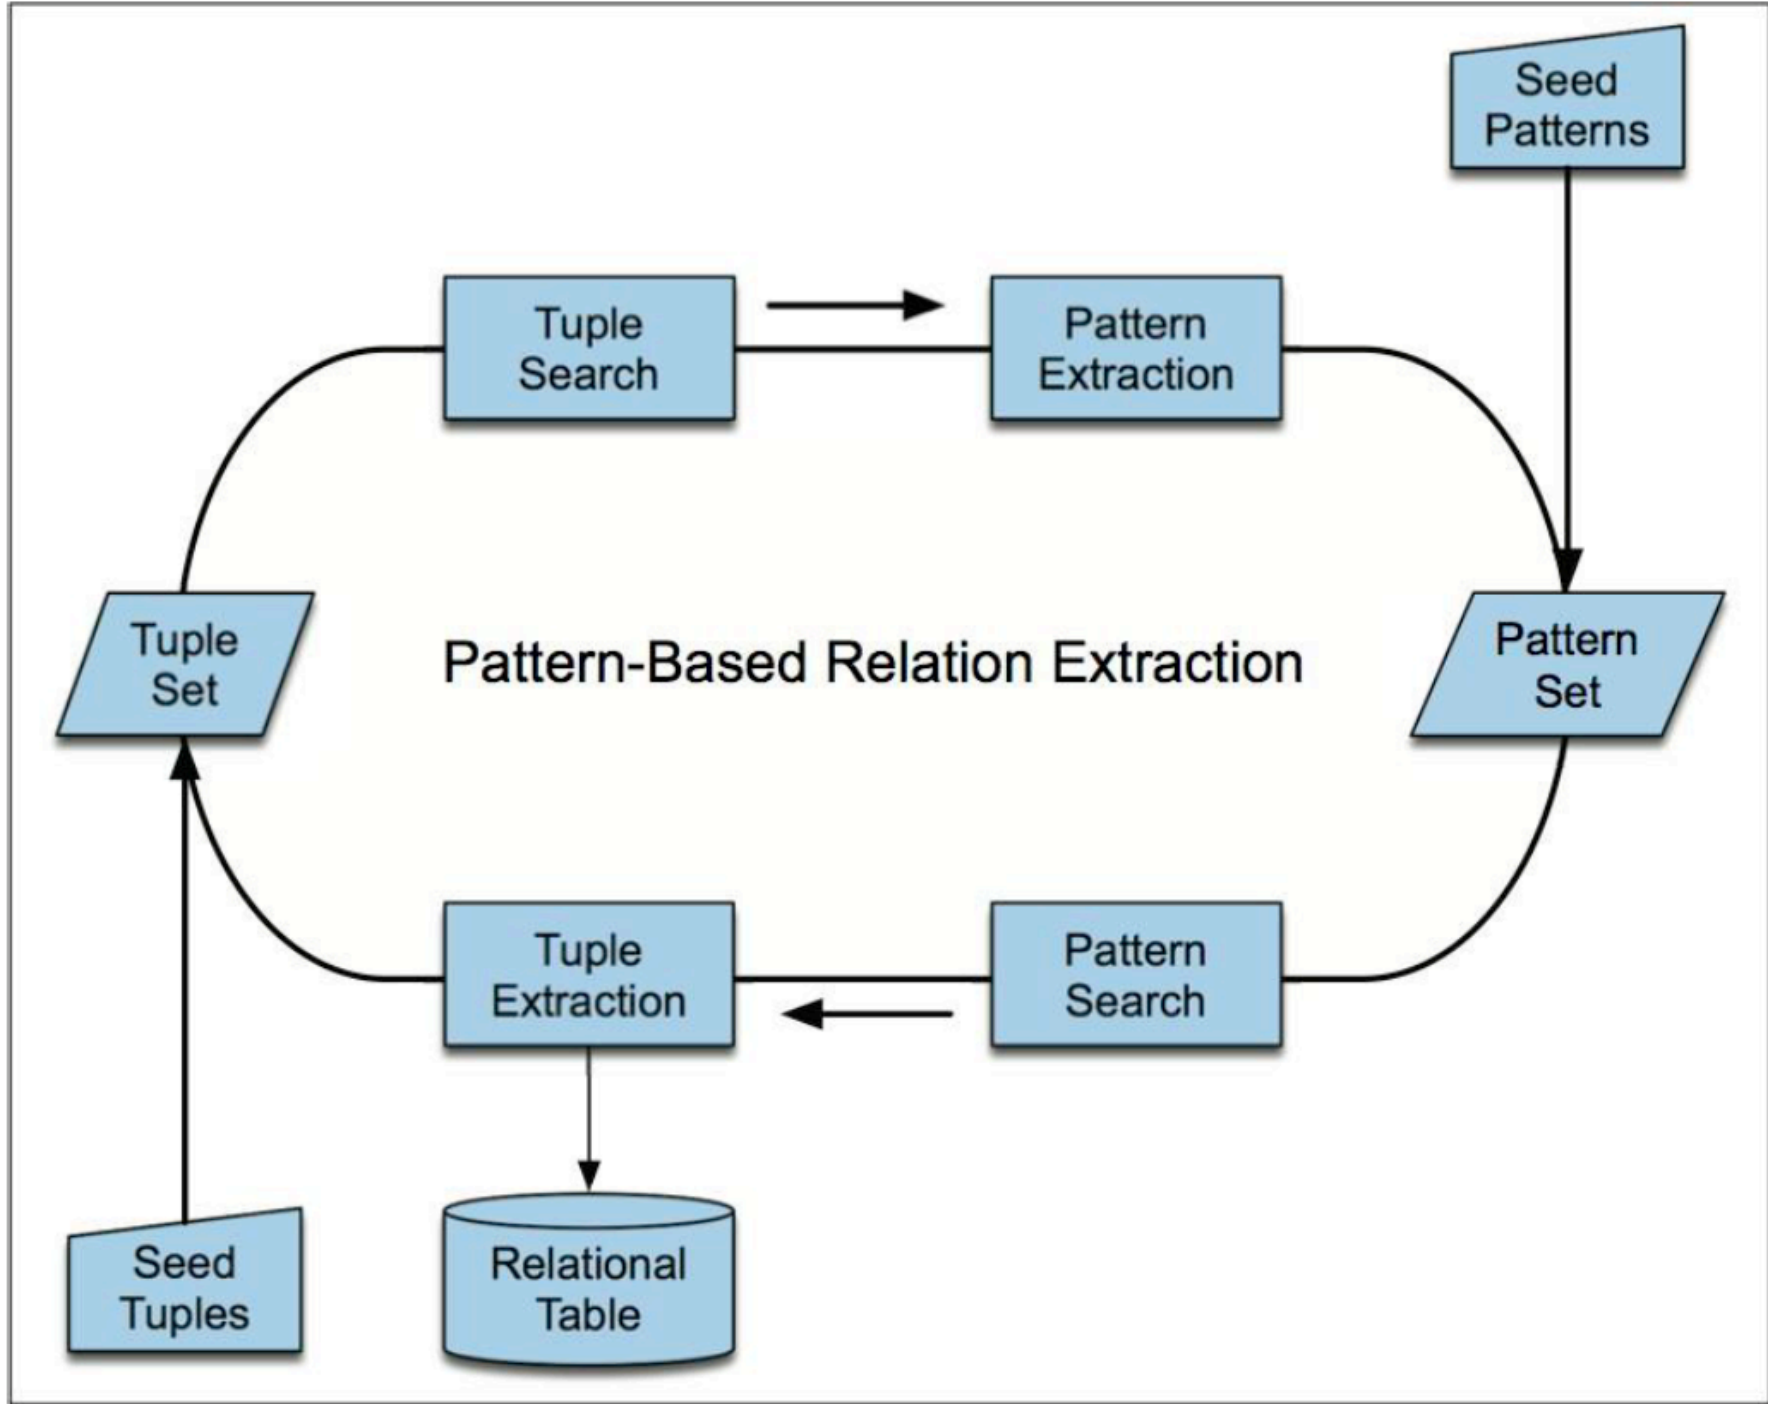 Seed
Patterns
Tuple
Search
Pattern
Extraction
Tuple
Set
Pattern-Based Relation Extraction
Pattern
Set
Tuple
Extraction
Pattern
Search
Seed
Tuples
Relational
Table